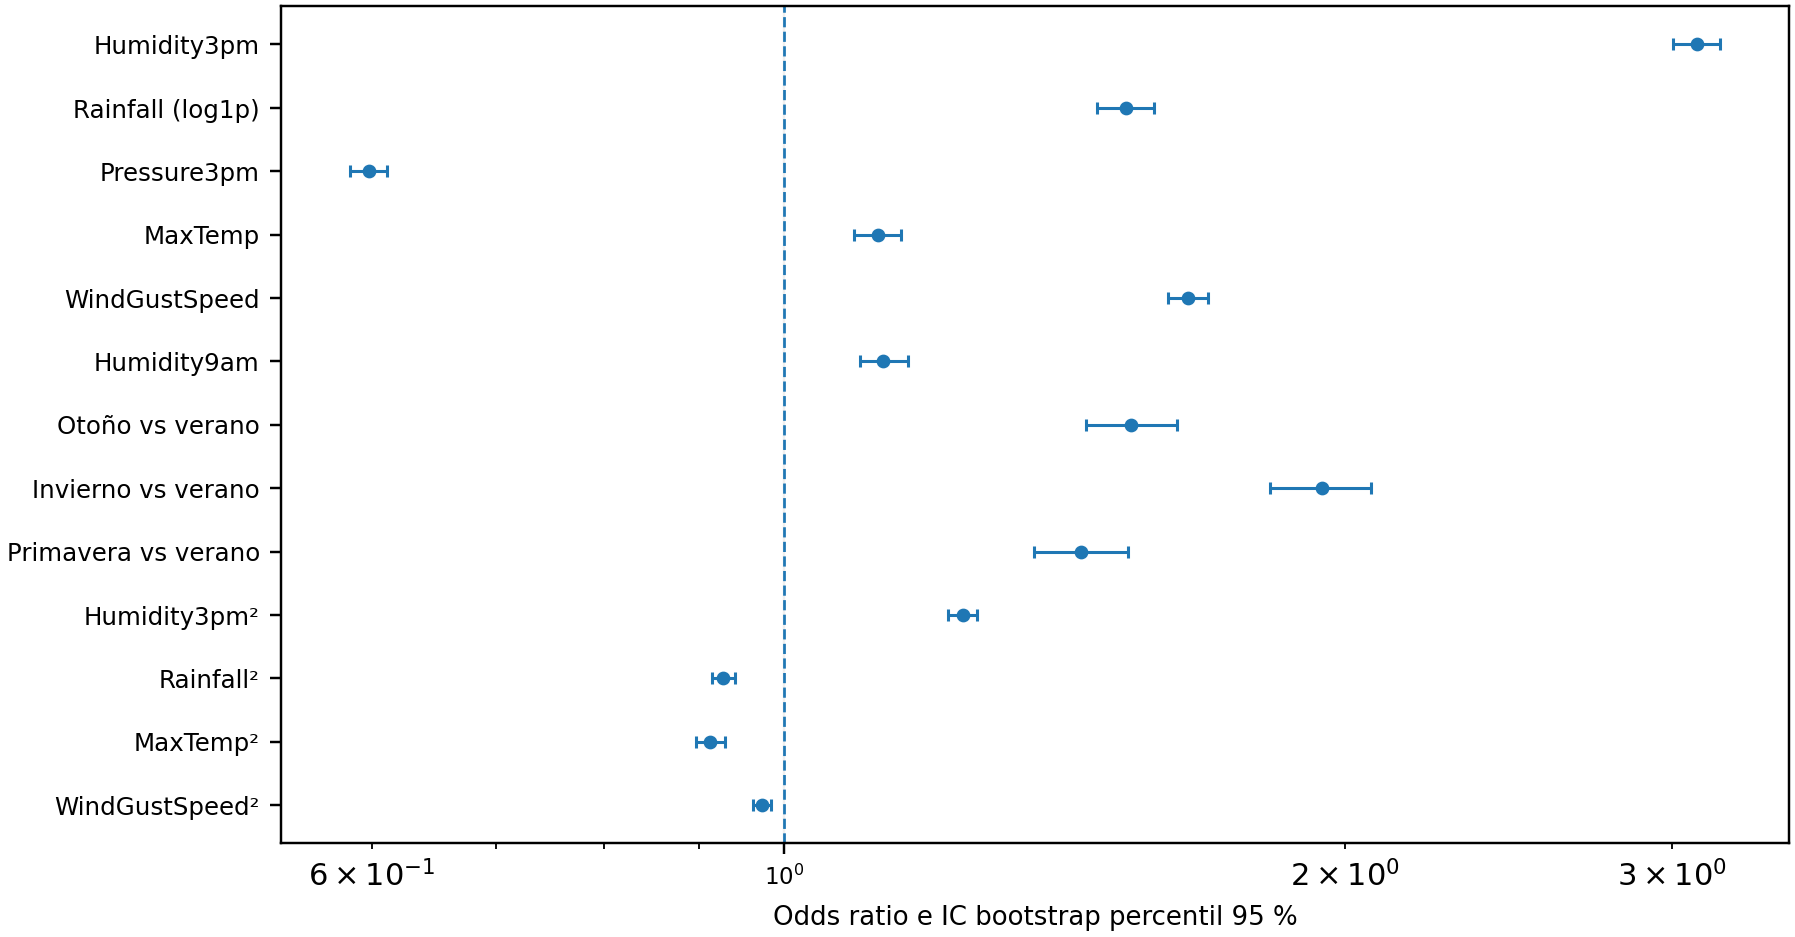 Humidity3pm
Rainfall (log1p)
Pressure3pm
MaxTemp
WindGustSpeed
Humidity9am
Otoño vs verano
Invierno vs verano
Primavera vs verano
Humidity3pm²
Rainfall²
MaxTemp²
WindGustSpeed²
6 × 10⁻¹ 10⁰ 2 × 10⁰ 3 × 10⁰
Odds ratio e IC bootstrap percentil 95 %